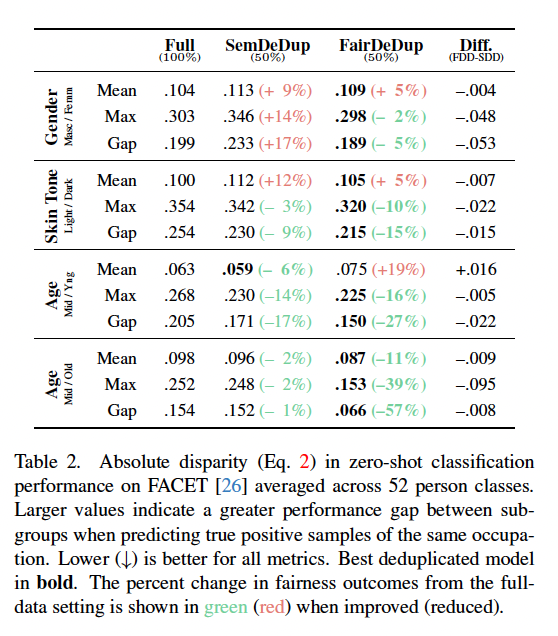 Full SemDeDup FairDeDup Diff.
(100%) (50%) (50%) (FDD-SDD)
Gender
Masc / Femm
Mean .104 .113 (+ 9%) .109 (+ 5%) –.004
Max .303 .346 (+14%) .298 (– 2%) –.048
Gap .199 .233 (+17%) .189 (– 5%) –.053
Skin Tone
Light / Dark
Mean .100 .112 (+12%) .105 (+ 5%) –.007
Max .354 .342 (– 3%) .320 (–10%) –.022
Gap .254 .230 (– 9%) .215 (–15%) –.015
Age
Mid / Yng
Mean .063 .059 (– 6%) .075 (+19%) +.016
Max .268 .230 (–14%) .225 (–16%) –.005
Gap .205 .171 (–17%) .150 (–27%) –.022
Age
Mid / Old
Mean .098 .096 (– 2%) .087 (–11%) –.009
Max .252 .248 (– 2%) .153 (–39%) –.095
Gap .154 .152 (– 1%) .066 (–57%) –.008
Table 2. Absolute disparity (Eq. 2) in zero-shot classification
performance on FACET [26] averaged across 52 person classes.
Larger values indicate a greater performance gap between sub-
groups when predicting true positive samples of the same occupa-
tion. Lower (↓) is better for all metrics. Best deduplicated model
in bold. The percent change in fairness outcomes from the full-
data setting is shown in green (red) when improved (reduced).